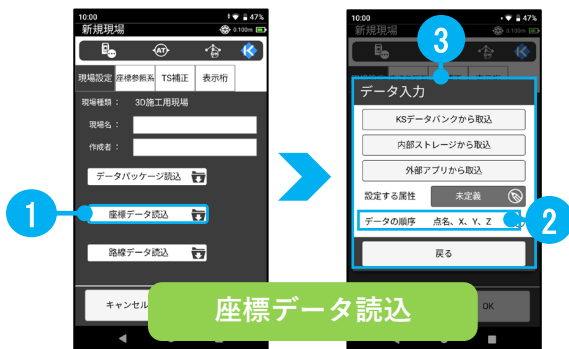 10:00 47%
新規現場 0.100m
AT
現場設定 座標参照系 TS補正 表示桁
現場種類： 3D施工用現場
現場名：
作成者：
データパッケージ読込
1
座標データ読込
路線データ読込
キャンセル
10:00 47%
新規現場 0.100m
3
データ入力
KSデータバンクから取込
内部ストレージから取込
外部アプリから取込
設定する属性 未定義
データの順序 点名、X、Y、Z
2
戻る
OK
座標データ読込